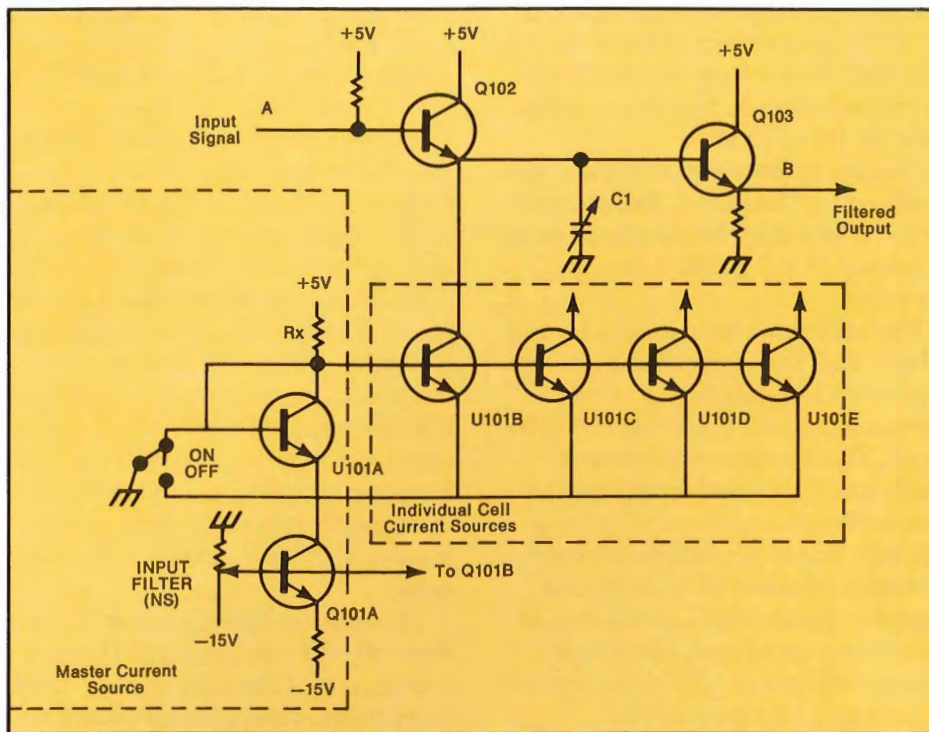 +5V
+5V
+5V
Q102
Q103
A
Input
Signal
B
C1
Filtered
Output
+5V
Rx
U101B
U101C
U101D
U101E
ON
OFF
U101A
Individual Cell
Current Sources
INPUT
FILTER
(NS)
To Q101B
Q101A
−15V
Master Current
Source
−15V